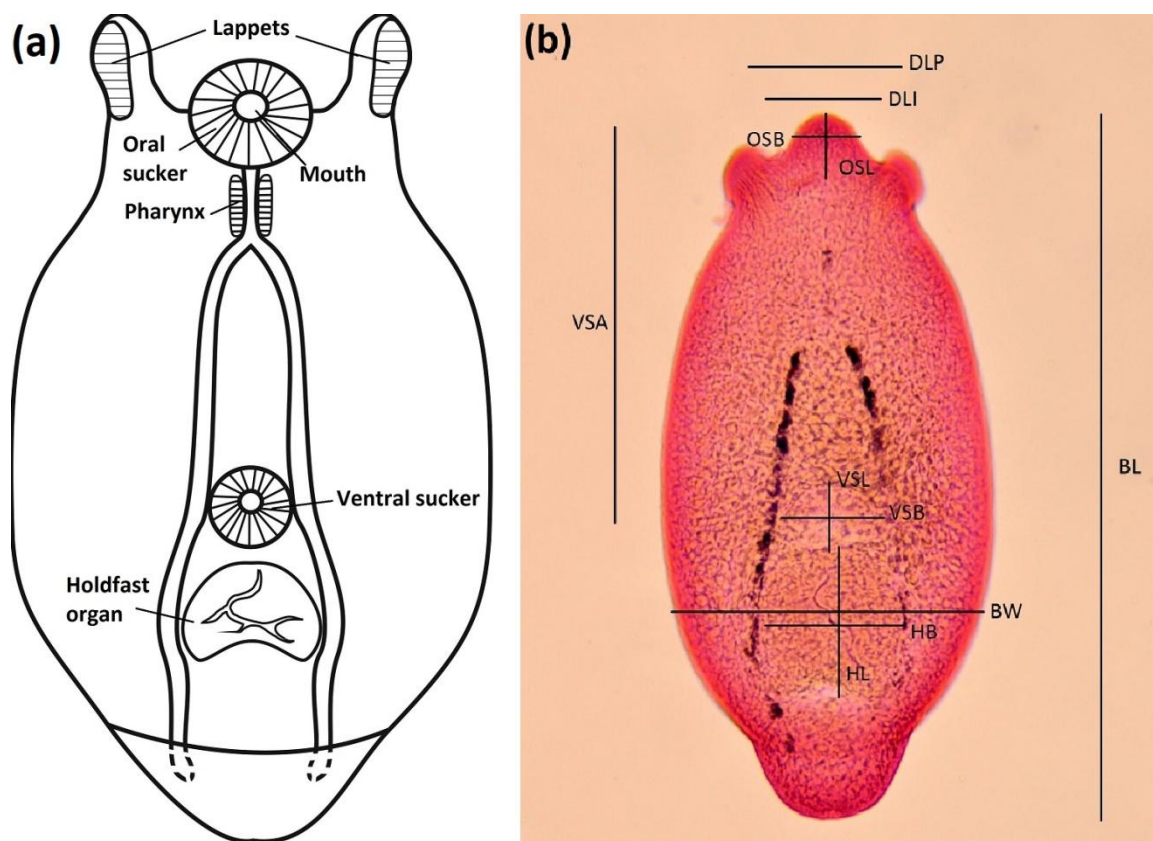 (a)
Lappets
Oral
sucker
Mouth
Pharynx
Ventral sucker
Holdfast
organ
(b)
DLP
DLI
OSB
OSL
VSA
BL
VSL
VSB
BW
HB
HL